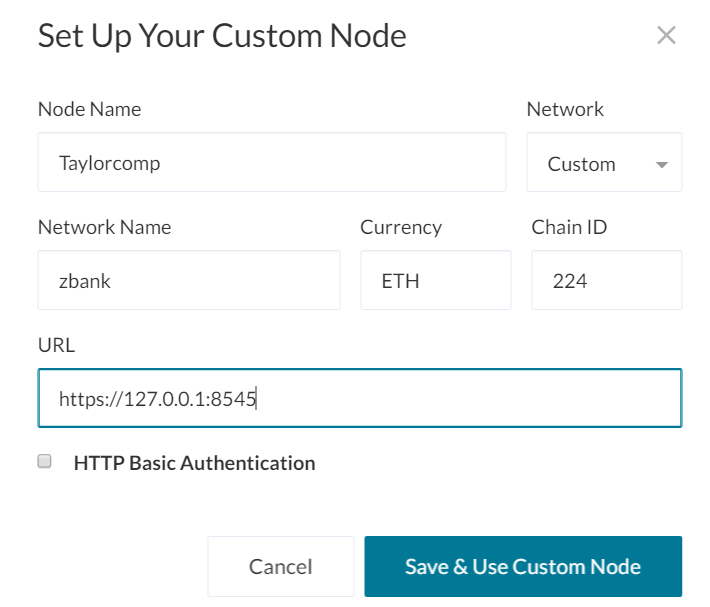 Set Up Your Custom Node
Node Name Network
Taylorcomp Custom
Network Name Currency Chain ID
zbank ETH 224
URL
https://127.0.0.1:8545
HTTP Basic Authentication
Cancel Save & Use Custom Node